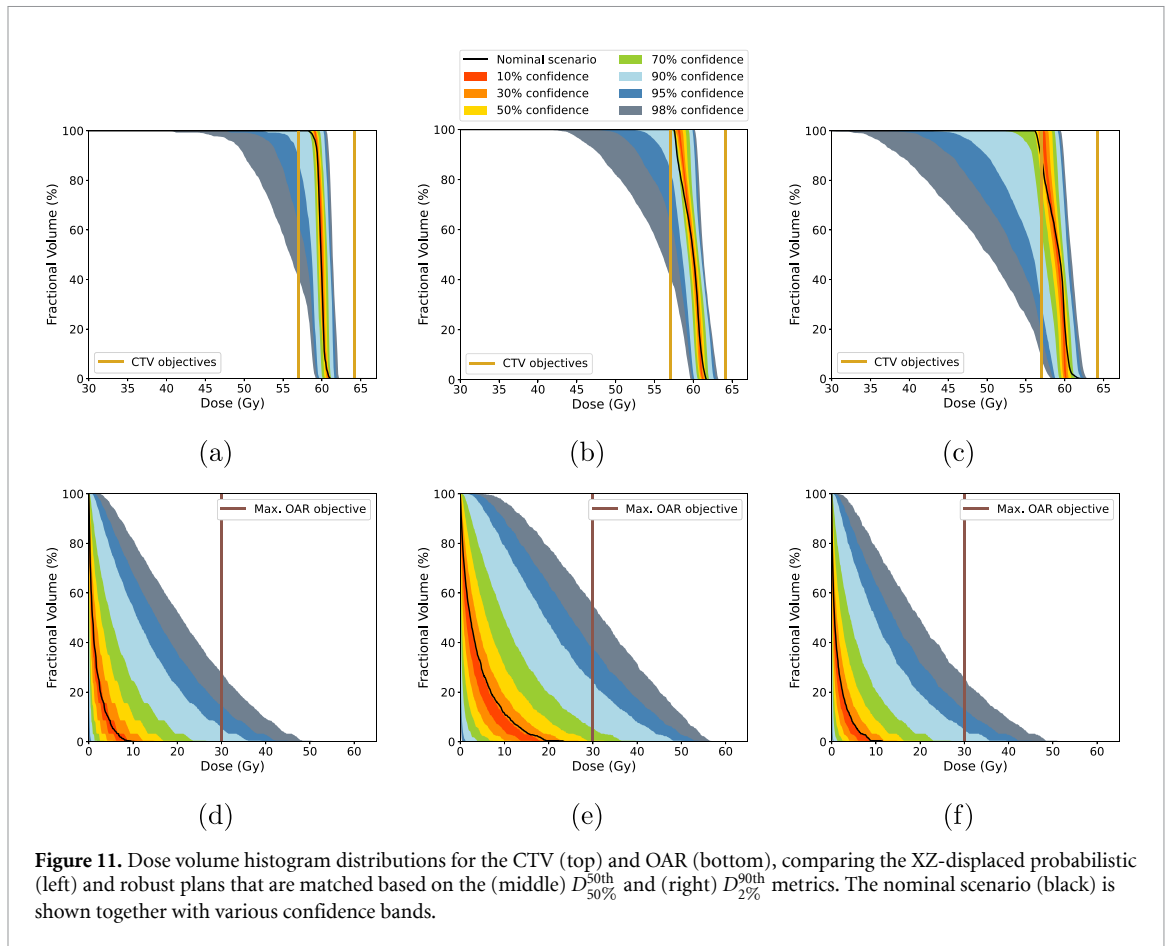 Nominal scenario
10% confidence
30% confidence
50% confidence
70% confidence
90% confidence
95% confidence
98% confidence
Fractional Volume (%)
100
80
60
40
20
0
CTV objectives
30 35 40 45 50 55 60 65
Dose (Gy)
(a)
Fractional Volume (%)
100
80
60
40
20
0
CTV objectives
30 35 40 45 50 55 60 65
Dose (Gy)
(b)
Fractional Volume (%)
100
80
60
40
20
0
CTV objectives
30 35 40 45 50 55 60 65
Dose (Gy)
(c)
Fractional Volume (%)
100
80
60
40
20
0
Max. OAR objective
0 10 20 30 40 50 60
Dose (Gy)
(d)
Fractional Volume (%)
100
80
60
40
20
0
Max. OAR objective
0 10 20 30 40 50 60
Dose (Gy)
(e)
Fractional Volume (%)
100
80
60
40
20
0
Max. OAR objective
0 10 20 30 40 50 60
Dose (Gy)
(f)
Figure 11. Dose volume histogram distributions for the CTV (top) and OAR (bottom), comparing the XZ-displaced probabilistic
(left) and robust plans that are matched based on the (middle) D50th50% and (right) D90th2% metrics. The nominal scenario (black) is
shown together with various confidence bands.